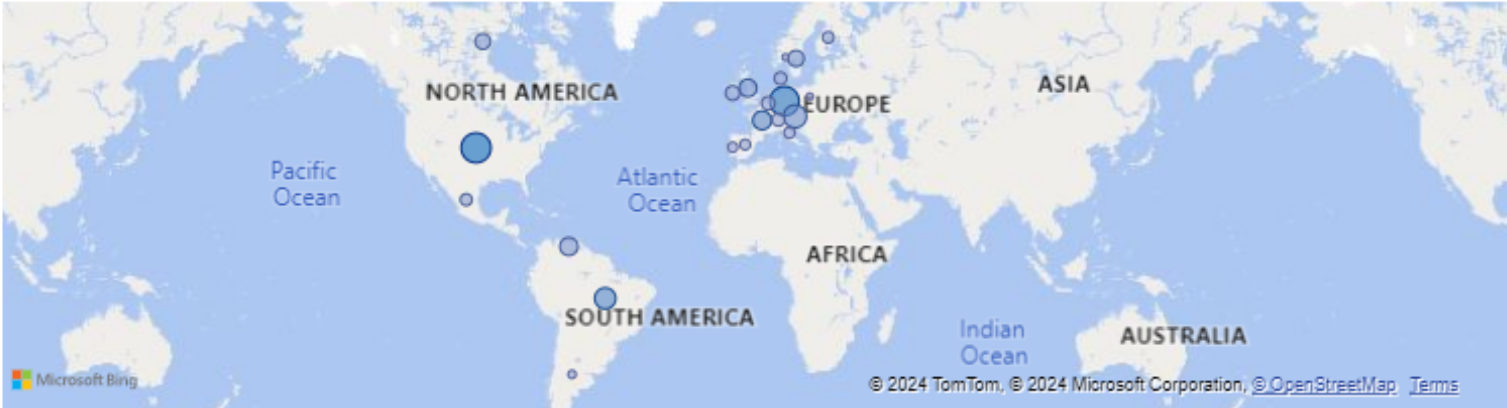 NORTH AMERICA
EUROPE
ASIA
Pacific
Ocean
Atlantic
Ocean
AFRICA
SOUTH AMERICA
Indian
Ocean
AUSTRALIA
Microsoft Bing
© 2024 TomTom, © 2024 Microsoft Corporation, © OpenStreetMap Terms